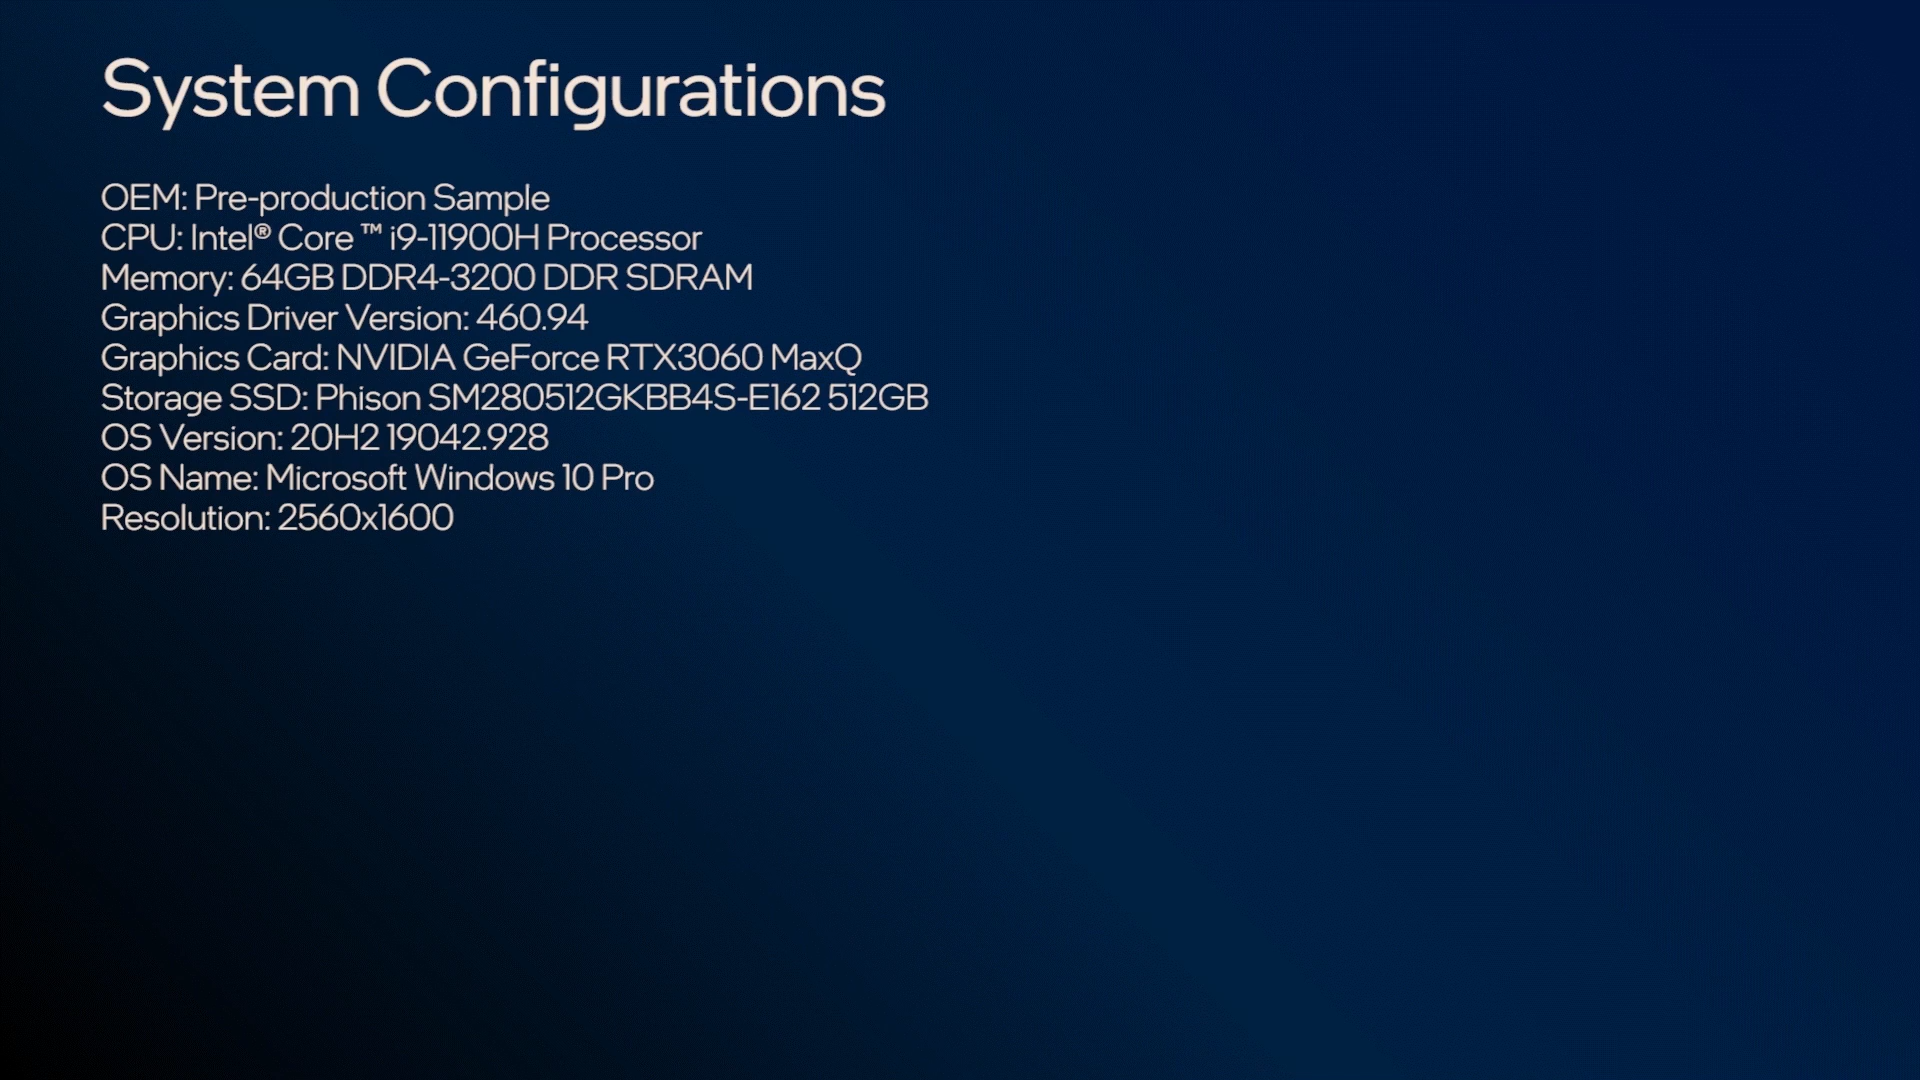 System Configurations
OEM: Pre-production Sample
CPU: Intel® Core ™ i9-11900H Processor
Memory: 64GB DDR4-3200 DDR SDRAM
Graphics Driver Version: 460.94
Graphics Card: NVIDIA GeForce RTX3060 MaxQ
Storage SSD: Phison SM280512GKBB4S-E162 512GB
OS Version: 20H2 19042.928
OS Name: Microsoft Windows 10 Pro
Resolution: 2560x1600